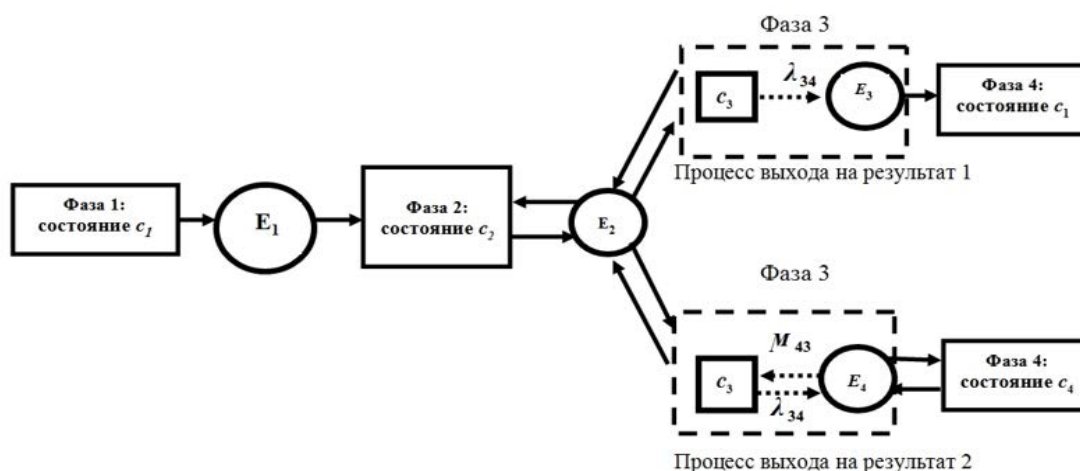 Фаза 3
c3
λ34
E3
Фаза 4:
состояние c1
Процесс выхода на результат 1
Фаза 1:
состояние c1
E1
Фаза 2:
состояние c2
E2
Фаза 3
M 43
c3
λ34
E4
Фаза 4:
состояние c4
Процесс выхода на результат 2